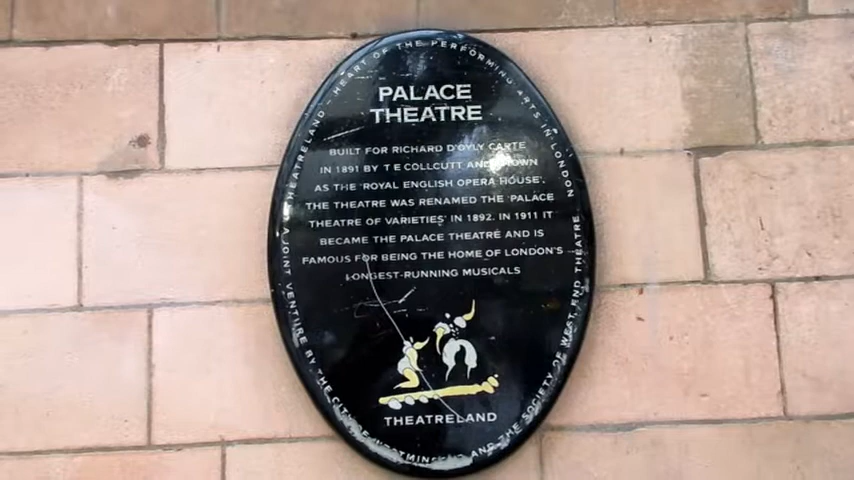 PALACE
THEATRE
BUILT FOR RICHARD D'OYLY CARTE
IN 1891 BY T E COLLCUTT AND
AS THE 'ROYAL ENGLISH OPERA HOUSE'.
THE THEATRE WAS RENAMED THE 'PALACE
THEATRE OF VARIETIES' IN 1892. IN 1911 IT
BECAME THE PALACE THEATRE AND IS
FAMOUS FOR BEING THE HOME OF LONDON'S
LONGEST-RUNNING MUSICALS
THEATRELAND
THEATRELAND - HEART OF THE PERFORMING ARTS IN LONDON
A JOINT VENTURE BY THE CITY OF WESTMINSTER AND THE SOCIETY OF WEST END THEATRE